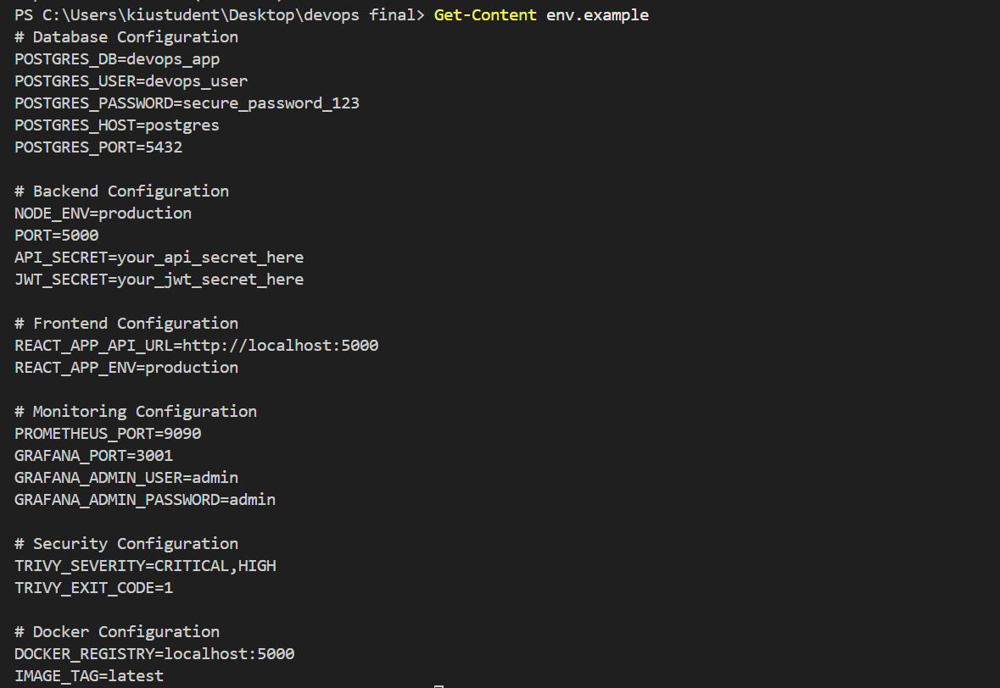 PS C:\Users\kiustudent\Desktop\devops final> Get-Content env.example
# Database Configuration
POSTGRES_DB=devops_app
POSTGRES_USER=devops_user
POSTGRES_PASSWORD=secure_password_123
POSTGRES_HOST=postgres
POSTGRES_PORT=5432

# Backend Configuration
NODE_ENV=production
PORT=5000
API_SECRET=your_api_secret_here
JWT_SECRET=your_jwt_secret_here

# Frontend Configuration
REACT_APP_API_URL=http://localhost:5000
REACT_APP_ENV=production

# Monitoring Configuration
PROMETHEUS_PORT=9090
GRAFANA_PORT=3001
GRAFANA_ADMIN_USER=admin
GRAFANA_ADMIN_PASSWORD=admin

# Security Configuration
TRIVY_SEVERITY=CRITICAL,HIGH
TRIVY_EXIT_CODE=1

# Docker Configuration
DOCKER_REGISTRY=localhost:5000
IMAGE_TAG=latest